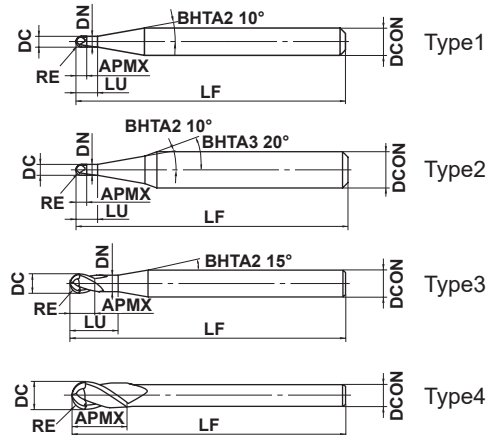 DC
DN
BHTA2 10°
DCON
Type1
RE
APMX
LU
LF
DC
DN
BHTA2 10°
BHTA3 20°
DCON
Type2
RE
APMX
LU
LF
DC
DN
BHTA2 15°
DCON
Type3
RE
APMX
LU
LF
DC
DCON
Type4
RE
APMX
LF